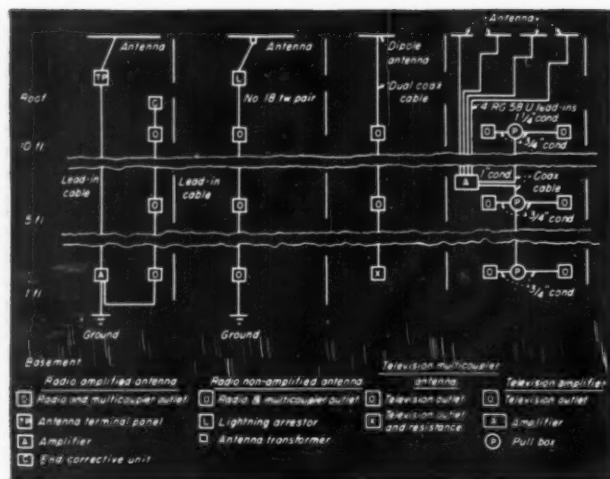 Antenna
Antenna
Dipole antenna
Antenna
Dual coax cable
TP
L
No 18 tw pair
4 RG 58 U lead-ins
1 1/4" cond
Roof
C
O
O
O
O
P
O
3/4" cond
10 fl
Lead-in cable
Lead-in cable
A
1" cond
Coax cable
O
O
O
O
P
O
3/4" cond
5 fl
A
O
O
X
O
P
O
3/4" cond
1 fl
Ground
Ground
Basement
Radio amplified antenna
O Radio and multicoupler outlet
TP Antenna terminal panel
A Amplifier
C End corrective unit
Radio non-amplified antenna
O Radio & multicoupler outlet
L Lightning arrestor
Antenna transformer
Television multicoupler antenna
O Television outlet
X Television outlet and resistance
Television amplifier
O Television outlet
A Amplifier
P Pull box